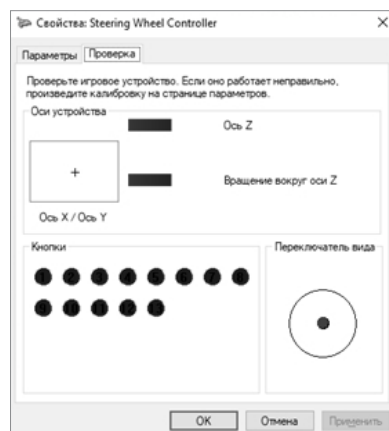 Свойства: Steering Wheel Controller
Параметры
Проверка
Проверьте игровое устройство. Если оно работает неправильно,
произведите калибровку на странице параметров.
Оси устройства
Ось Z
Вращение вокруг оси Z
Ось X / Ось Y
Кнопки
Переключатель вида
OK
Отмена
Применить